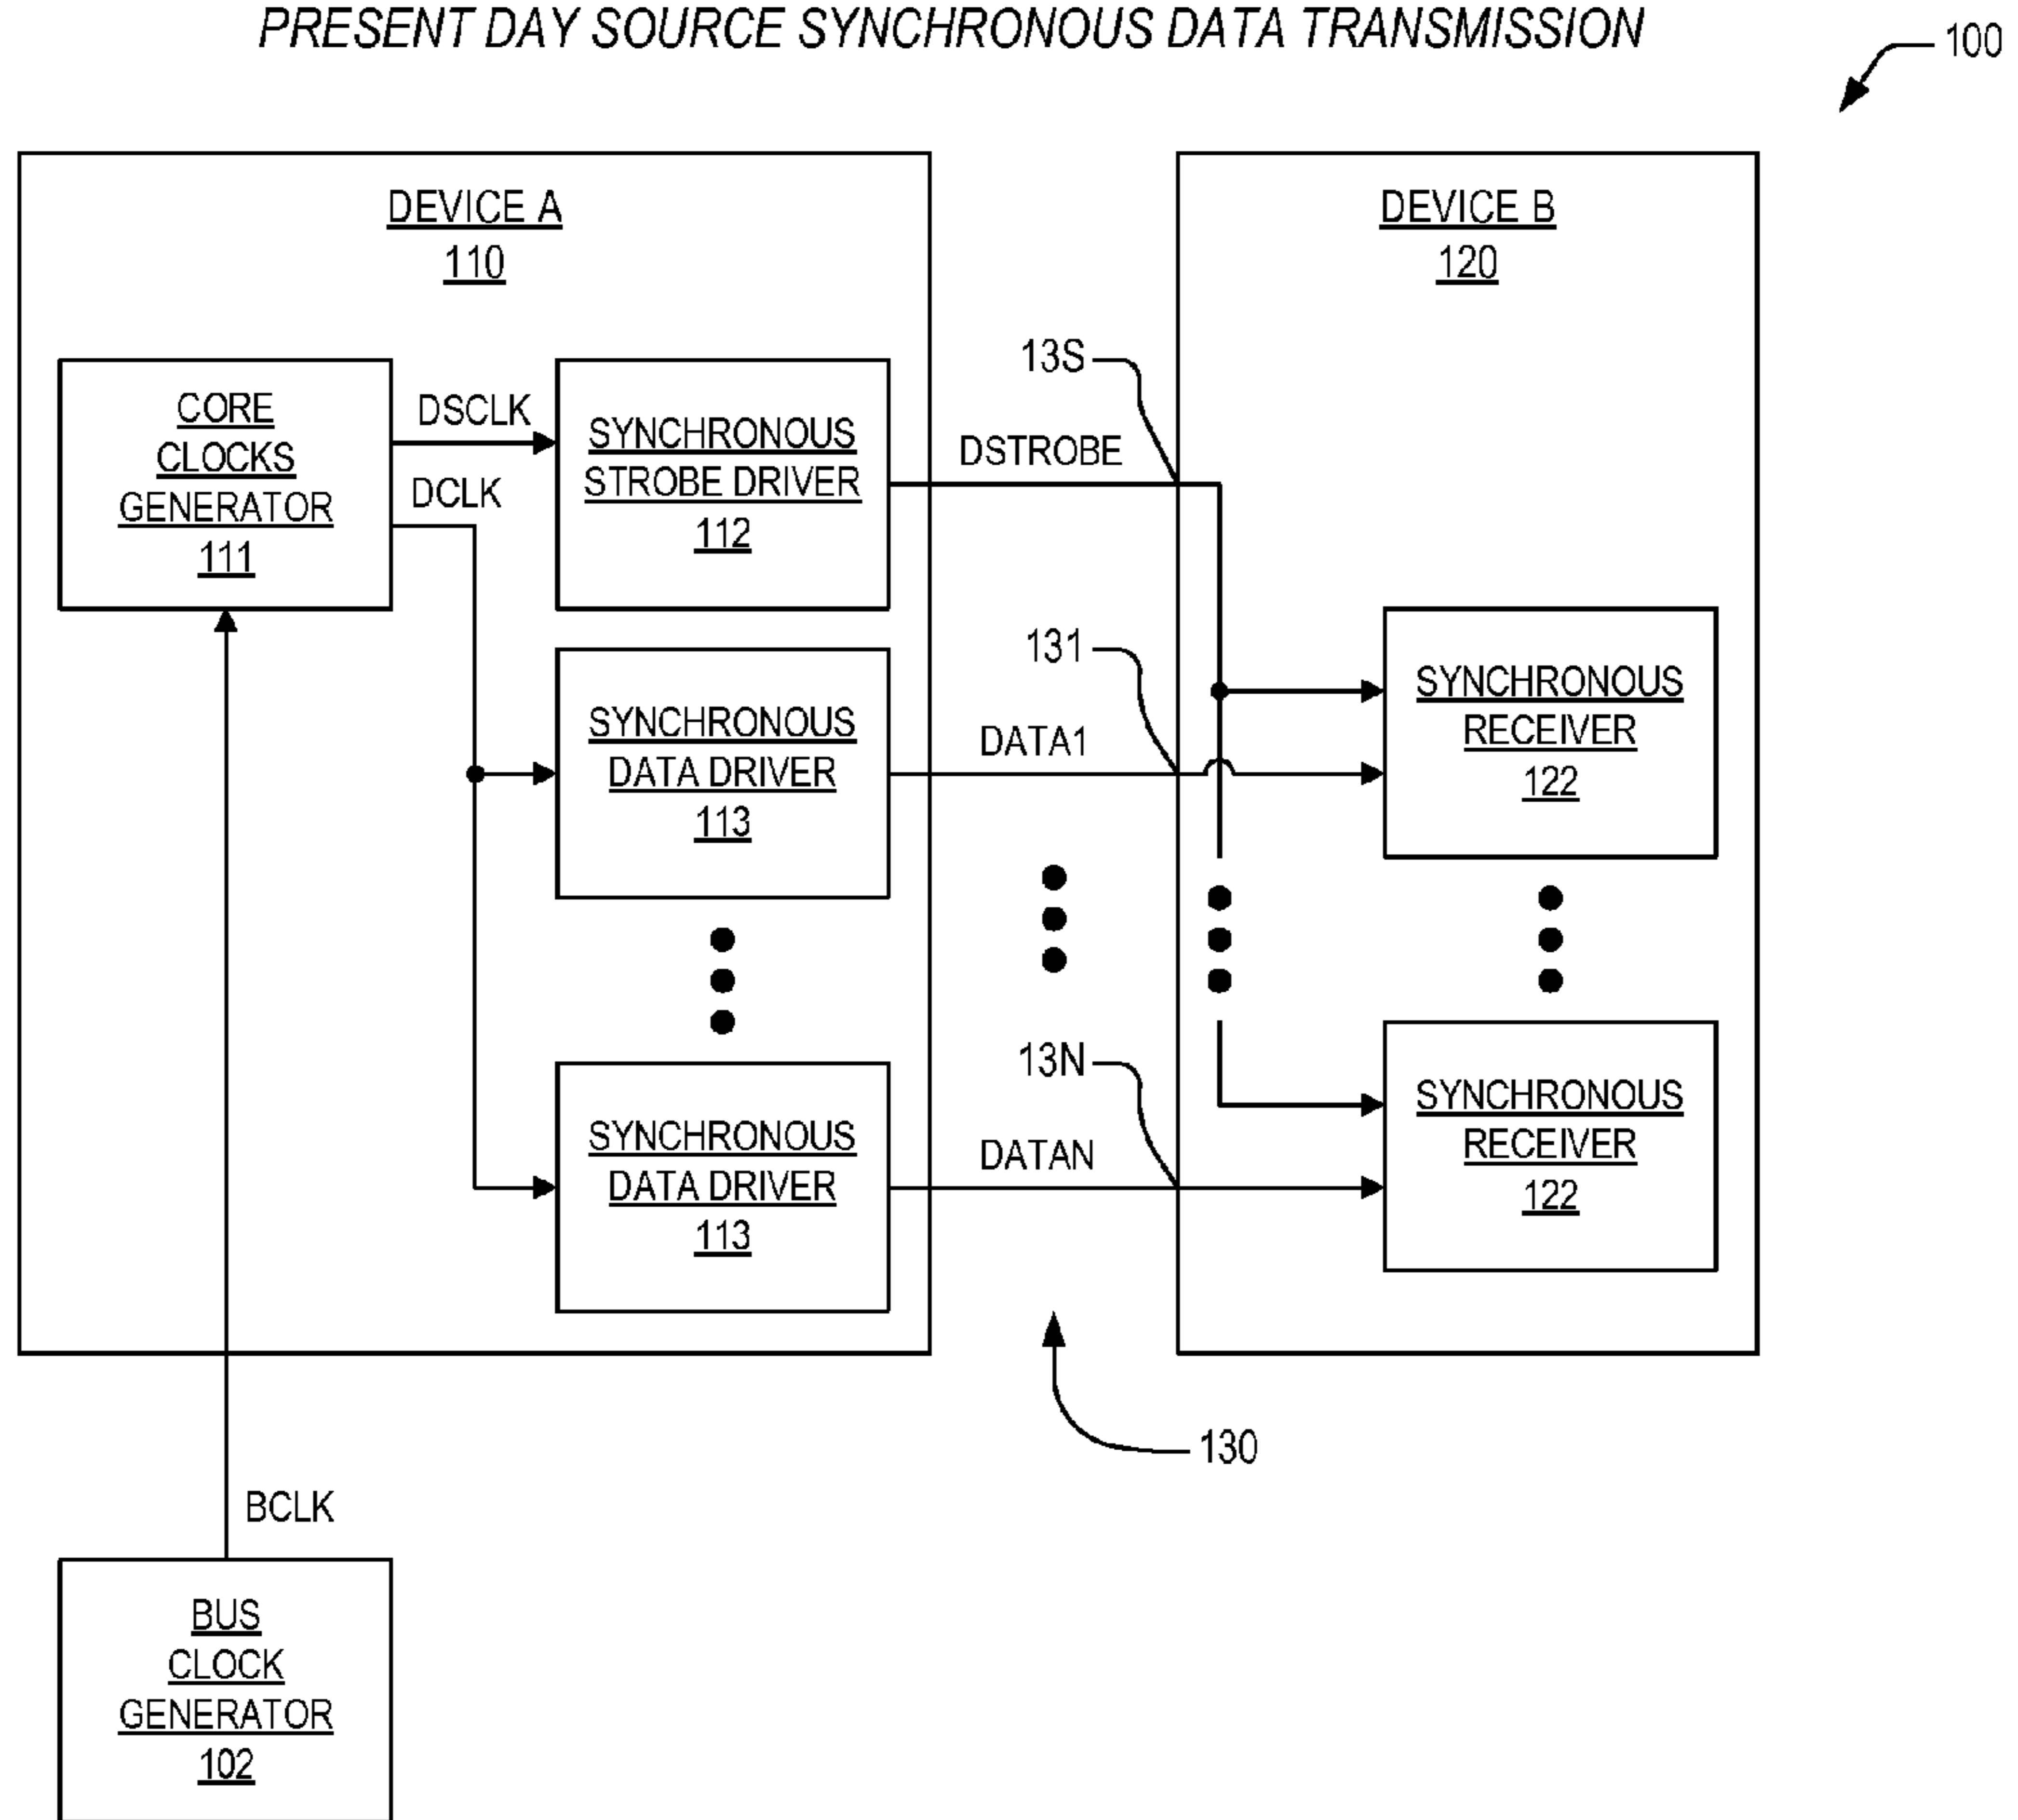 PRESENT DAY SOURCE SYNCHRONOUS DATA TRANSMISSION
100
DEVICE A
110
DEVICE B
120
CORE
CLOCKS
GENERATOR
111
DSCLK
DCLK
SYNCHRONOUS
STROBE DRIVER
112
13S
DSTROBE
SYNCHRONOUS
DATA DRIVER
113
131
DATA1
SYNCHRONOUS
RECEIVER
122
SYNCHRONOUS
DATA DRIVER
113
13N
DATAN
SYNCHRONOUS
RECEIVER
122
130
BCLK
BUS
CLOCK
GENERATOR
102